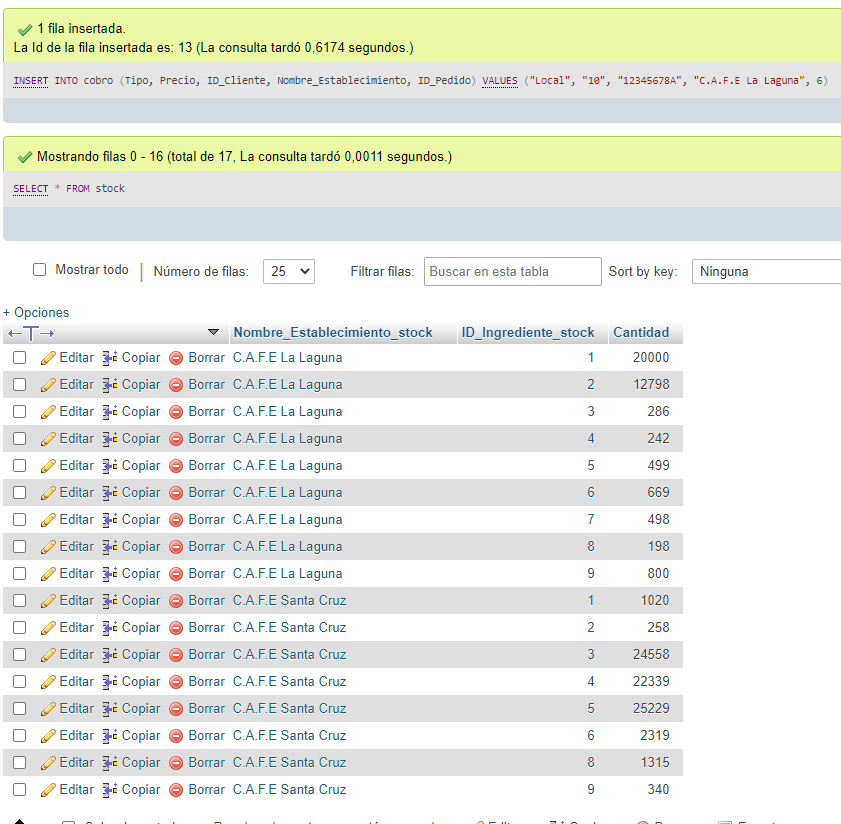 1 fila insertada.
La Id de la fila insertada es: 13 (La consulta tardó 0,6174 segundos.)
INSERT INTO cobro (Tipo, Precio, ID_Cliente, Nombre_Establecimiento, ID_Pedido) VALUES ("Local", "10", "12345678A", "C.A.F.E La Laguna", 6)
Mostrando filas 0 - 16 (total de 17, La consulta tardó 0,0011 segundos.)
SELECT * FROM stock
Mostrar todo | Número de filas: 25 Filtrar filas: Buscar en esta tabla Sort by key: Ninguna
+ Opciones
←T→ Nombre_Establecimiento_stock ID_Ingrediente_stock Cantidad
Editar Copiar Borrar C.A.F.E La Laguna 1 20000
Editar Copiar Borrar C.A.F.E La Laguna 2 12798
Editar Copiar Borrar C.A.F.E La Laguna 3 286
Editar Copiar Borrar C.A.F.E La Laguna 4 242
Editar Copiar Borrar C.A.F.E La Laguna 5 499
Editar Copiar Borrar C.A.F.E La Laguna 6 669
Editar Copiar Borrar C.A.F.E La Laguna 7 498
Editar Copiar Borrar C.A.F.E La Laguna 8 198
Editar Copiar Borrar C.A.F.E La Laguna 9 800
Editar Copiar Borrar C.A.F.E Santa Cruz 1 1020
Editar Copiar Borrar C.A.F.E Santa Cruz 2 258
Editar Copiar Borrar C.A.F.E Santa Cruz 3 24558
Editar Copiar Borrar C.A.F.E Santa Cruz 4 22339
Editar Copiar Borrar C.A.F.E Santa Cruz 5 25229
Editar Copiar Borrar C.A.F.E Santa Cruz 6 2319
Editar Copiar Borrar C.A.F.E Santa Cruz 8 1315
Editar Copiar Borrar C.A.F.E Santa Cruz 9 340